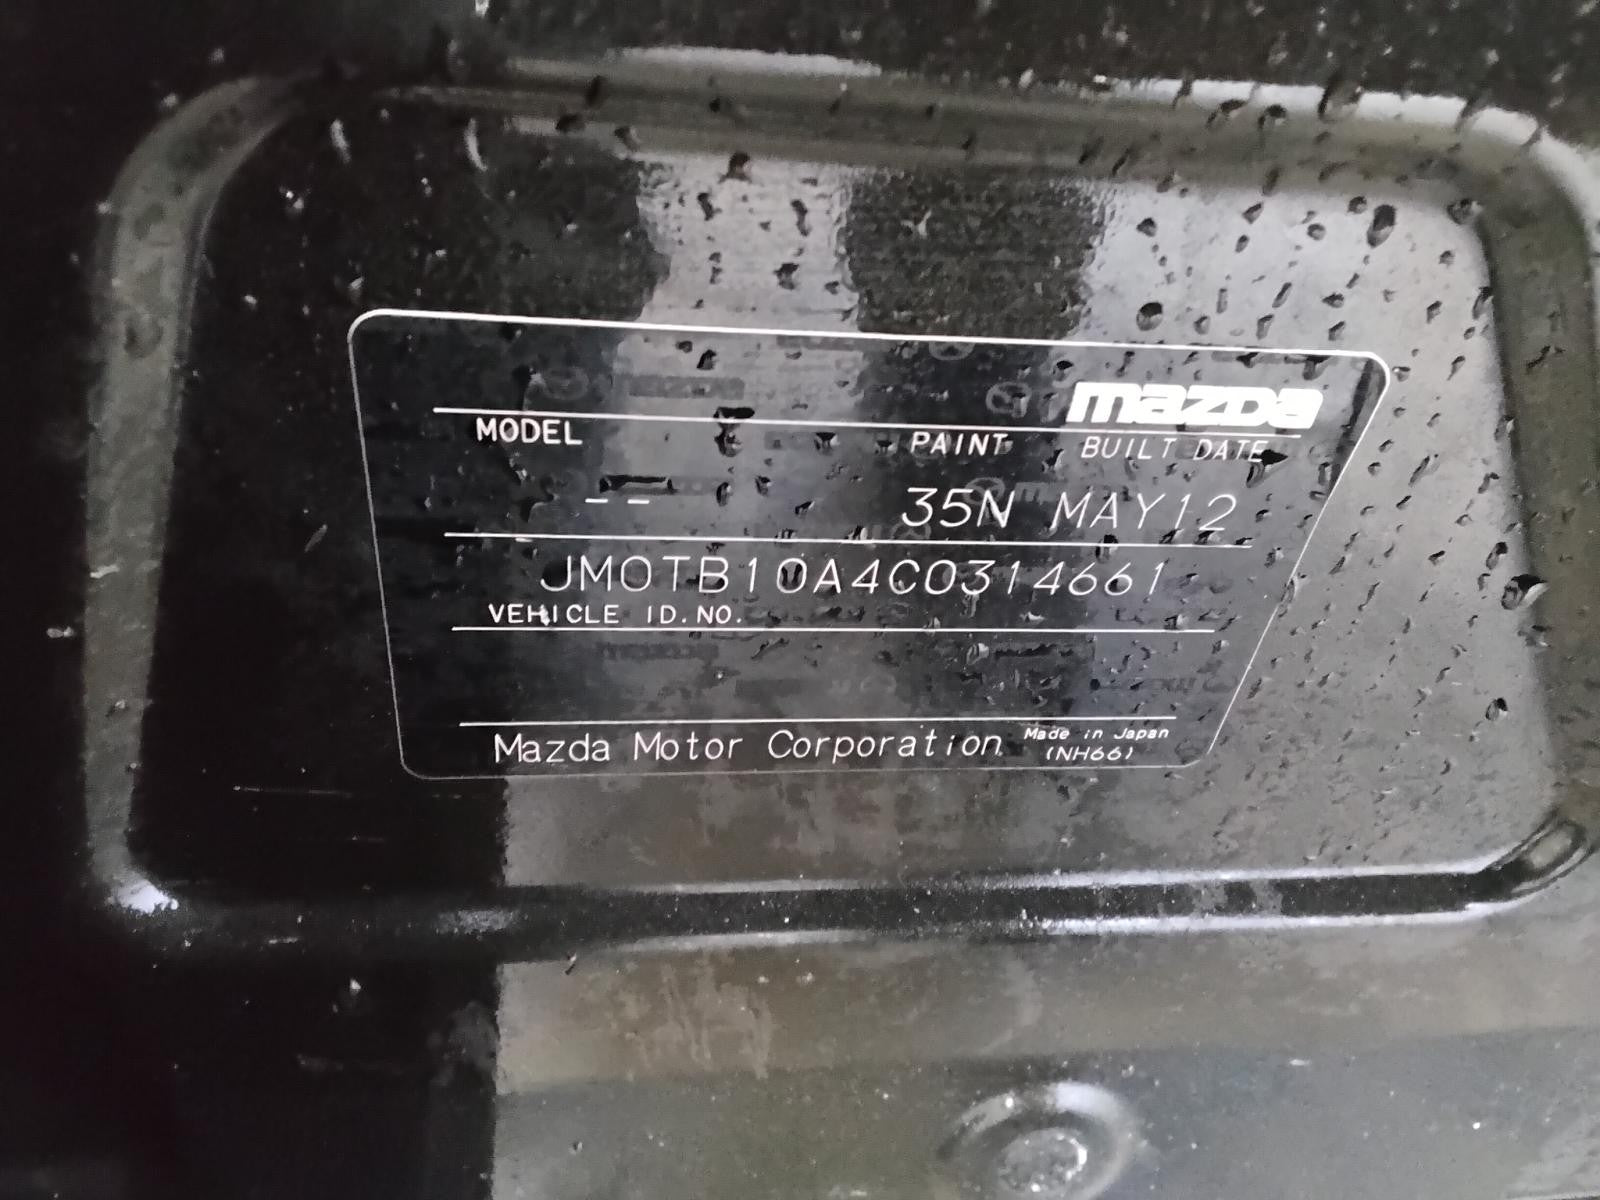 mazda
MODEL PAINT BUILT DATE
-- 35N MAY12
JM0TB10A4C0314661
VEHICLE ID. NO.
Mazda Motor Corporation Made in Japan
(NH66)